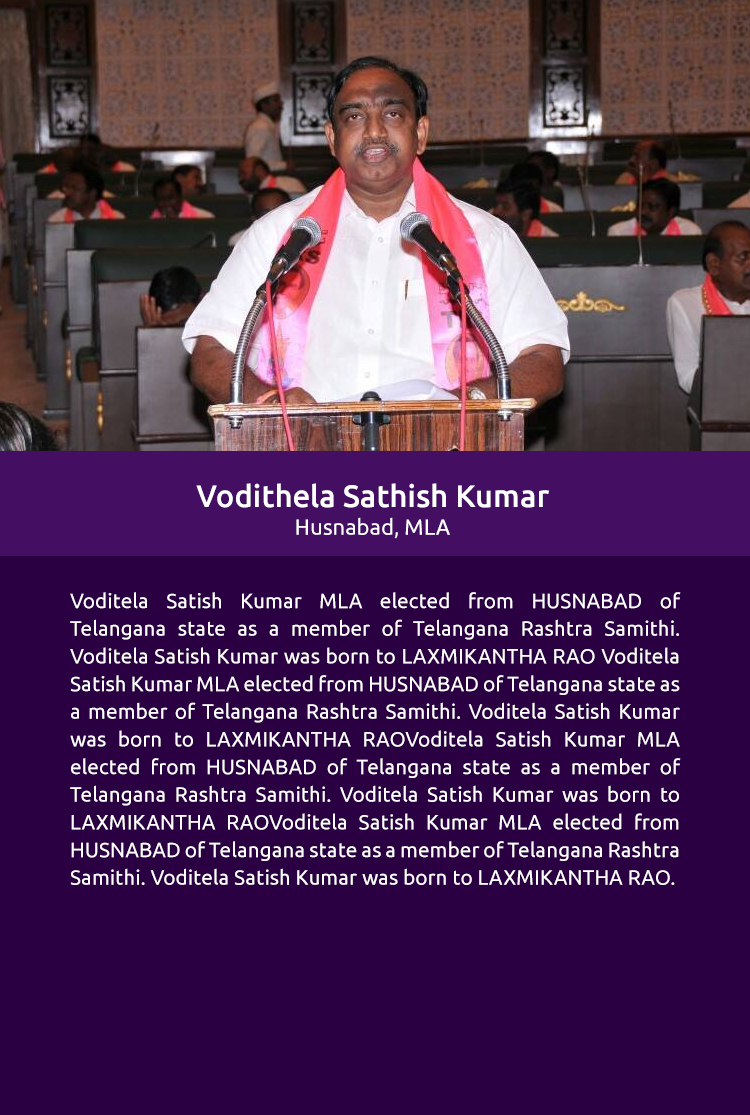 Vodithela Sathish Kumar
Husnabad, MLA
Voditela Satish Kumar MLA elected from HUSNABAD of
Telangana state as a member of Telangana Rashtra Samithi.
Voditela Satish Kumar was born to LAXMIKANTHA RAO Voditela
Satish Kumar MLA elected from HUSNABAD of Telangana state as
a member of Telangana Rashtra Samithi. Voditela Satish Kumar
was born to LAXMIKANTHA RAOVoditela Satish Kumar MLA
elected from HUSNABAD of Telangana state as a member of
Telangana Rashtra Samithi. Voditela Satish Kumar was born to
LAXMIKANTHA RAOVoditela Satish Kumar MLA elected from
HUSNABAD of Telangana state as a member of Telangana Rashtra
Samithi. Voditela Satish Kumar was born to LAXMIKANTHA RAO.